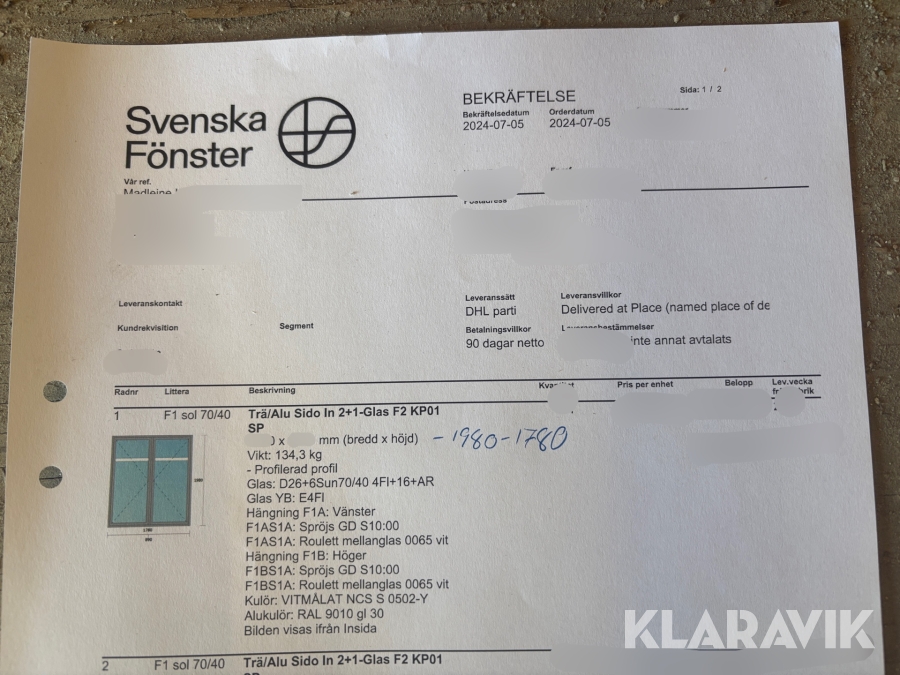 Svenska
Fönster
BEKRÄFTELSE
Sida: 1 / 2
Bekräftelsedatum Orderdatum
2024-07-05 2024-07-05
Vår ref.
Madleine
Postadress
Leveranskontakt
Leveranssätt Leveransvillkor
DHL parti Delivered at Place (named place of de
Kundrekvisition Segment
Betalningsvillkor
90 dagar netto inte annat avtalats
Radnr Littera Beskrivning Pris per enhet Belopp Lev.vecka
1 F1 sol 70/40 Trä/Alu Sido In 2+1-Glas F2 KP01
SP
x mm (bredd x höjd) -1980-1780
Vikt: 134,3 kg
- Profilerad profil
Glas: D26+6Sun70/40 4FI+16+AR
Glas YB: E4FI
Hängning F1A: Vänster
F1AS1A: Spröjs GD S10:00
F1AS1A: Roulett mellanglas 0065 vit
Hängning F1B: Höger
F1BS1A: Spröjs GD S10:00
F1BS1A: Roulett mellanglas 0065 vit
Kulör: VITMÅLAT NCS S 0502-Y
Alukulör: RAL 9010 gl 30
Bilden visas ifrån Insida
KLARAVIK
2 F1 sol 70/40 Trä/Alu Sido In 2+1-Glas F2 KP01
SP